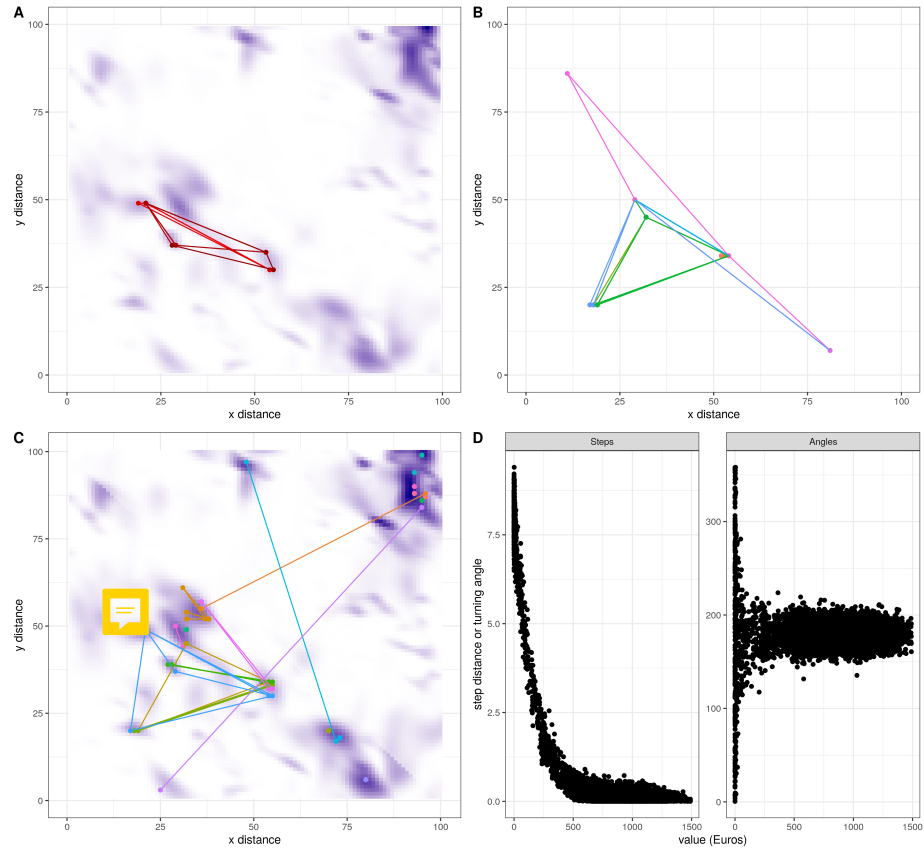 A
100
75
50
25
0
y distance
0 25 50 75 100
x distance
B
100
75
50
25
0
y distance
0 25 50 75 100
x distance
C
100
75
50
25
0
y distance
0 25 50 75 100
x distance
D
Steps Angles
7.5
5.0
2.5
0.0
step distance or turning angle
300
200
100
0
0 500 1000 1500 0 500 1000 1500
value (Euros)